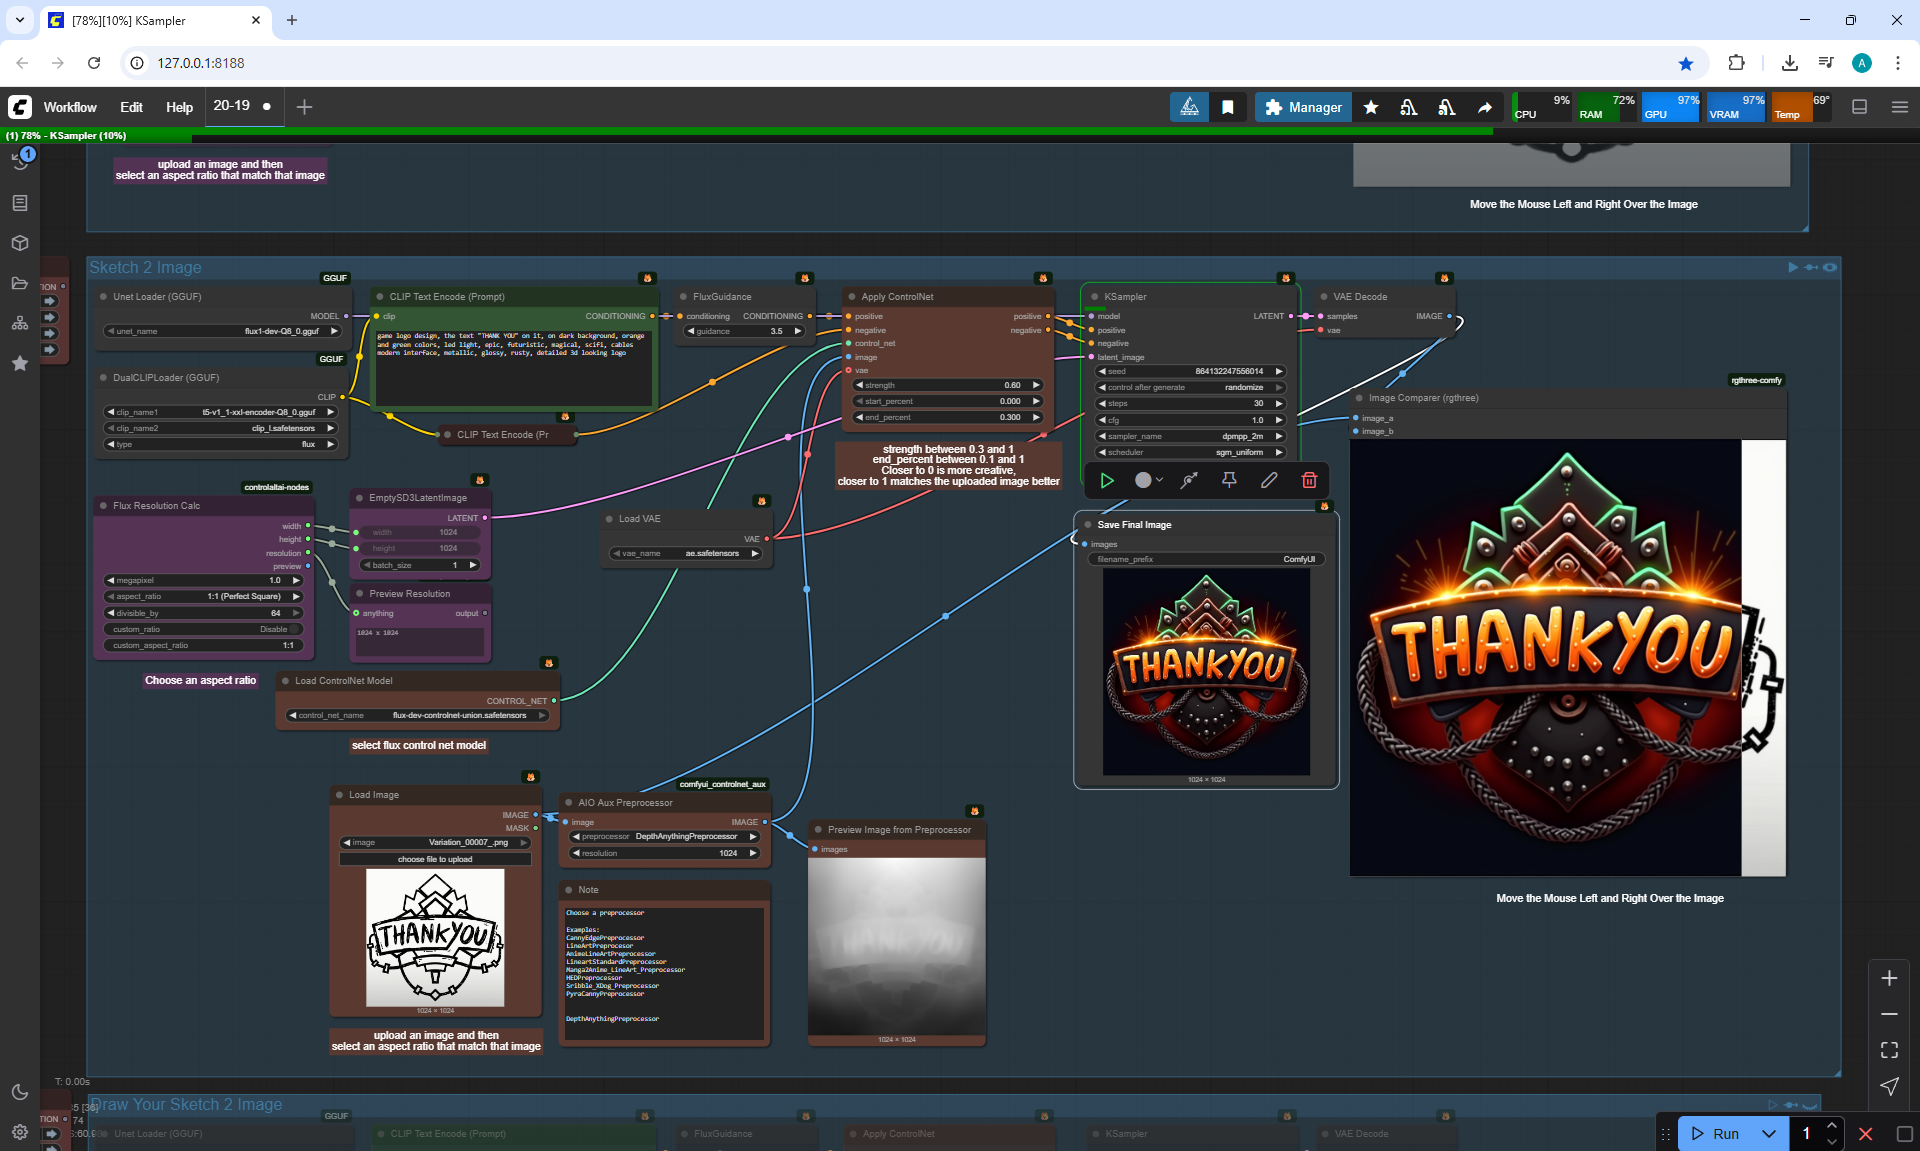 [78%][10%] KSampler
127.0.0.1:8188
A
Workflow
Edit
Help
20-19
Manager
9%
CPU
72%
RAM
97%
GPU
97%
VRAM
69°
Temp
(1) 78% - KSampler (10%)
1
upload an image and then
select an aspect ratio that match that image
Move the Mouse Left and Right Over the Image
Sketch 2 Image
GGUF
Unet Loader (GGUF)
MODEL
unet_name
flux1-dev-Q8_0.gguf
GGUF
DualCLIPLoader (GGUF)
CLIP
clip_name1
t5-v1_1-xxl-encoder-Q8_0.gguf
clip_name2
clip_l.safetensors
type
flux
CLIP Text Encode (Prompt)
clip
CONDITIONING
game logo design, the text "THANK YOU" on it, on dark background, orange
and green colors, led light, epic, futuristic, magical, scifi, cables
modern interface, metallic, glossy, rusty, detailed 3d looking logo
CLIP Text Encode (Pr
FluxGuidance
conditioning
CONDITIONING
guidance
3.5
Apply ControlNet
positive
positive
negative
negative
control_net
image
vae
strength
0.60
start_percent
0.000
end_percent
0.300
strength between 0.3 and 1
end_percent between 0.1 and 1
Closer to 0 is more creative,
closer to 1 matches the uploaded image better
KSampler
model
LATENT
positive
negative
latent_image
seed
864132247556014
control after generate
randomize
steps
30
cfg
1.0
sampler_name
dpmpp_2m
scheduler
sgm_uniform
VAE Decode
samples
IMAGE
vae
rgthree-comfy
Image Comparer (rgthree)
image_a
image_b
THANKYOU
Move the Mouse Left and Right Over the Image
controlaltai-nodes
Flux Resolution Calc
width
height
resolution
preview
megapixel
1.0
aspect_ratio
1:1 (Perfect Square)
divisible_by
64
custom_ratio
Disable
custom_aspect_ratio
1:1
Choose an aspect ratio
EmptySD3LatentImage
LATENT
width
1024
height
1024
batch_size
1
Preview Resolution
anything
output
1024 x 1024
Load VAE
VAE
vae_name
ae.safetensors
Save Final Image
images
filename_prefix
ComfyUI
THANKYOU
1024 × 1024
Load ControlNet Model
CONTROL_NET
control_net_name
flux-dev-controlnet-union.safetensors
select flux control net model
Load Image
IMAGE
MASK
image
Variation_00007_.png
choose file to upload
THANKYOU
1024 × 1024
upload an image and then
select an aspect ratio that match that image
comfyui_controlnet_aux
AIO Aux Preprocessor
image
IMAGE
preprocessor
DepthAnythingPreprocessor
resolution
1024
Note
Choose a preprocessor
Examples:
CannyEdgePreprocessor
LineArtPreprocesor
AnimeLineArtPreprocessor
LineartStandardPreprocessor
Manga2Anime_LineArt_Preprocessor
HEDPreprocessor
Sribble_XDog_Preprocessor
PyraCannyPreprocessor
DepthAnythingPreprocessor
Preview Image from Preprocessor
images
THANKYOU
1024 × 1024
T: 0.00s
Draw Your Sketch 2 Image
GGUF
Unet Loader (GGUF)
CLIP Text Encode (Prompt)
FluxGuidance
Apply ControlNet
KSampler
VAE Decode
Run
1